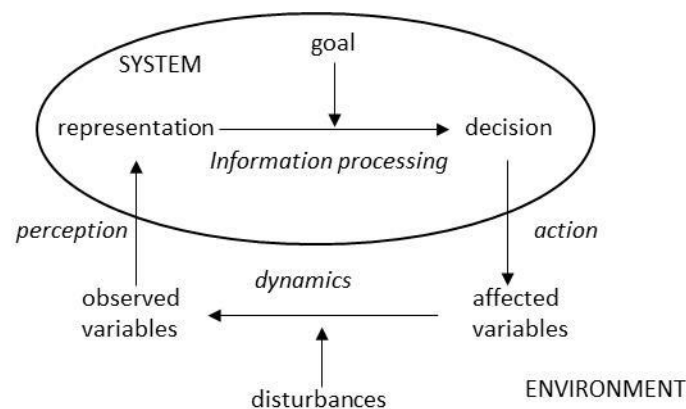 goal
SYSTEM
representation
decision
Information processing
perception
action
dynamics
observed
variables
affected
variables
disturbances
ENVIRONMENT